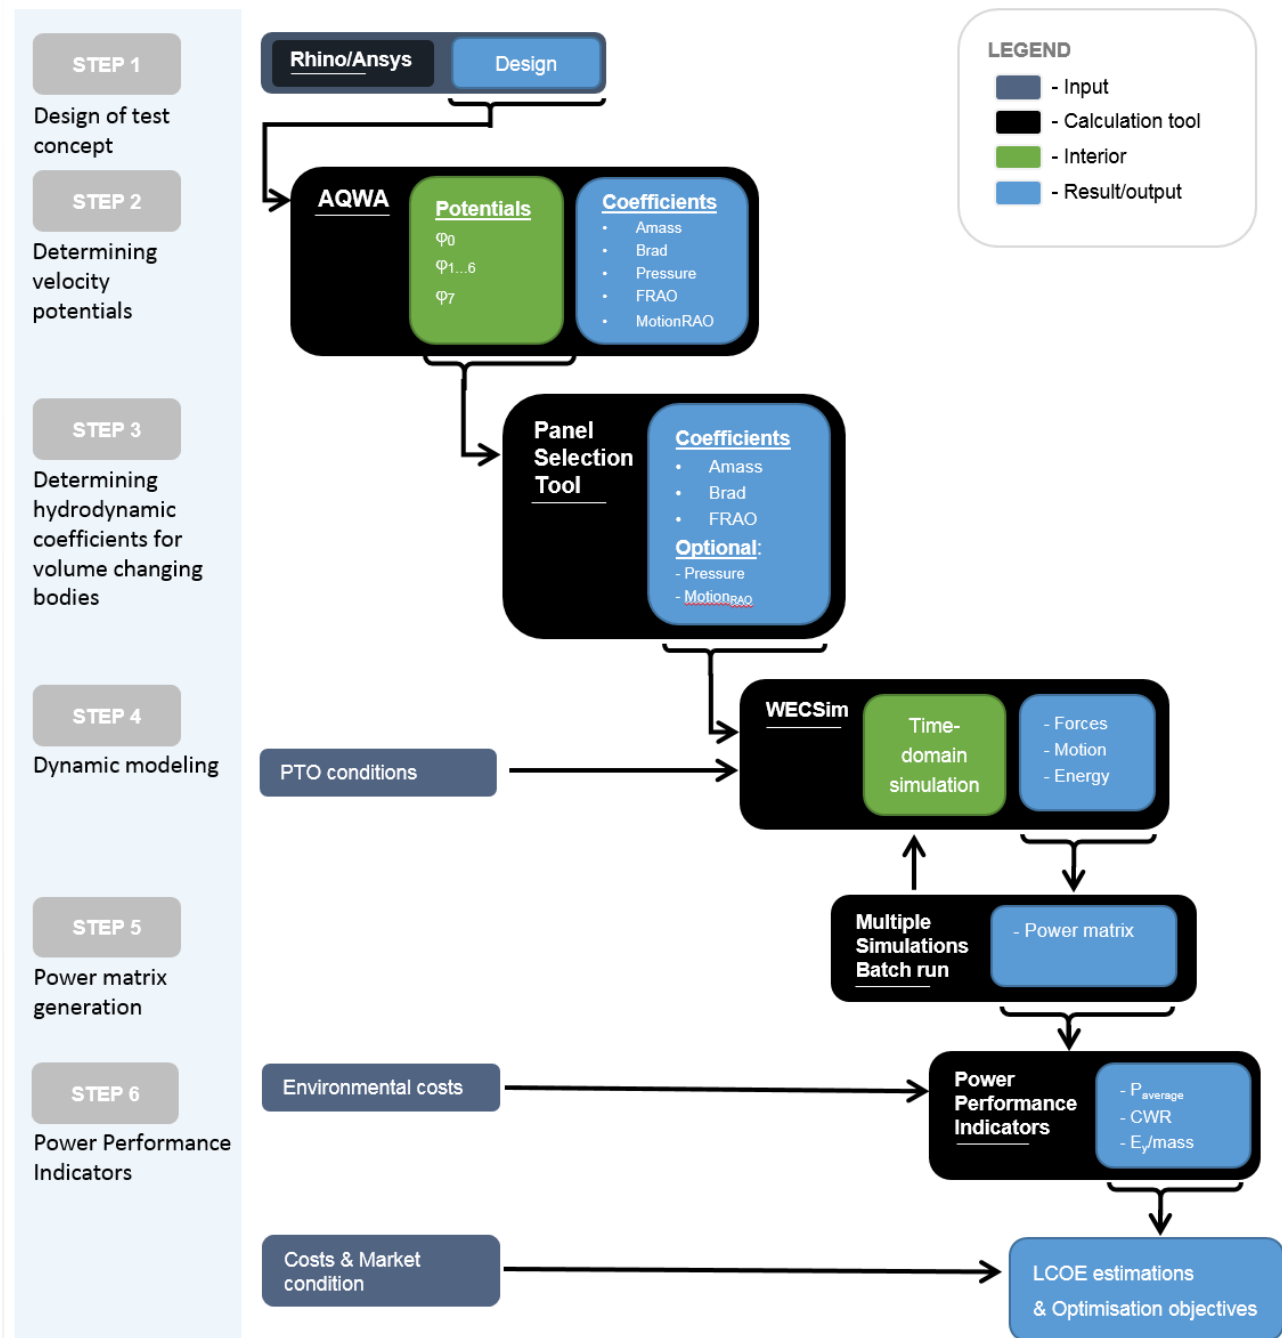 STEP 1
Design of test
concept
STEP 2
Determining
velocity
potentials
STEP 3
Determining
hydrodynamic
coefficients for
volume changing
bodies
STEP 4
Dynamic modeling
STEP 5
Power matrix
generation
STEP 6
Power Performance
Indicators
Rhino/Ansys
Design
LEGEND
- Input
- Calculation tool
- Interior
- Result/output
AQWA
Potentials
φ0
φ1...6
φ7
Coefficients
• Amass
• Brad
• Pressure
• FRAO
• MotionRAO
Panel
Selection
Tool
Coefficients
• Amass
• Brad
• FRAO
Optional:
- Pressure
- MotionRAO
WECSim
Time-
domain
simulation
- Forces
- Motion
- Energy
PTO conditions
Multiple
Simulations
Batch run
- Power matrix
Environmental costs
Power
Performance
Indicators
- Paverage
- CWR
- Ey/mass
Costs & Market
condition
LCOE estimations
& Optimisation objectives